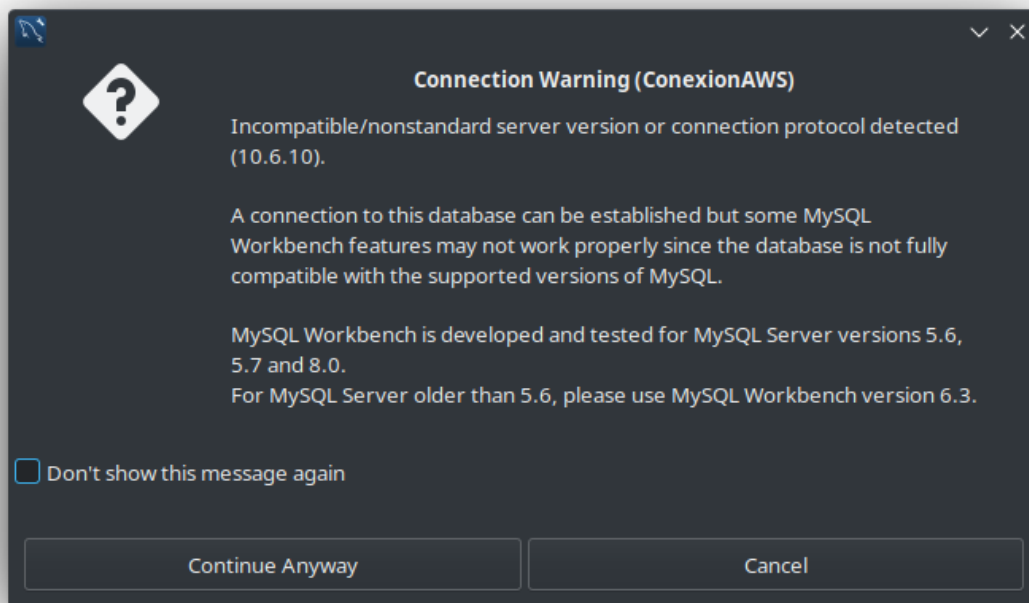 Connection Warning (ConexionAWS)
Incompatible/nonstandard server version or connection protocol detected
(10.6.10).
A connection to this database can be established but some MySQL
Workbench features may not work properly since the database is not fully
compatible with the supported versions of MySQL.
MySQL Workbench is developed and tested for MySQL Server versions 5.6,
5.7 and 8.0.
For MySQL Server older than 5.6, please use MySQL Workbench version 6.3.
Don't show this message again
Continue Anyway
Cancel